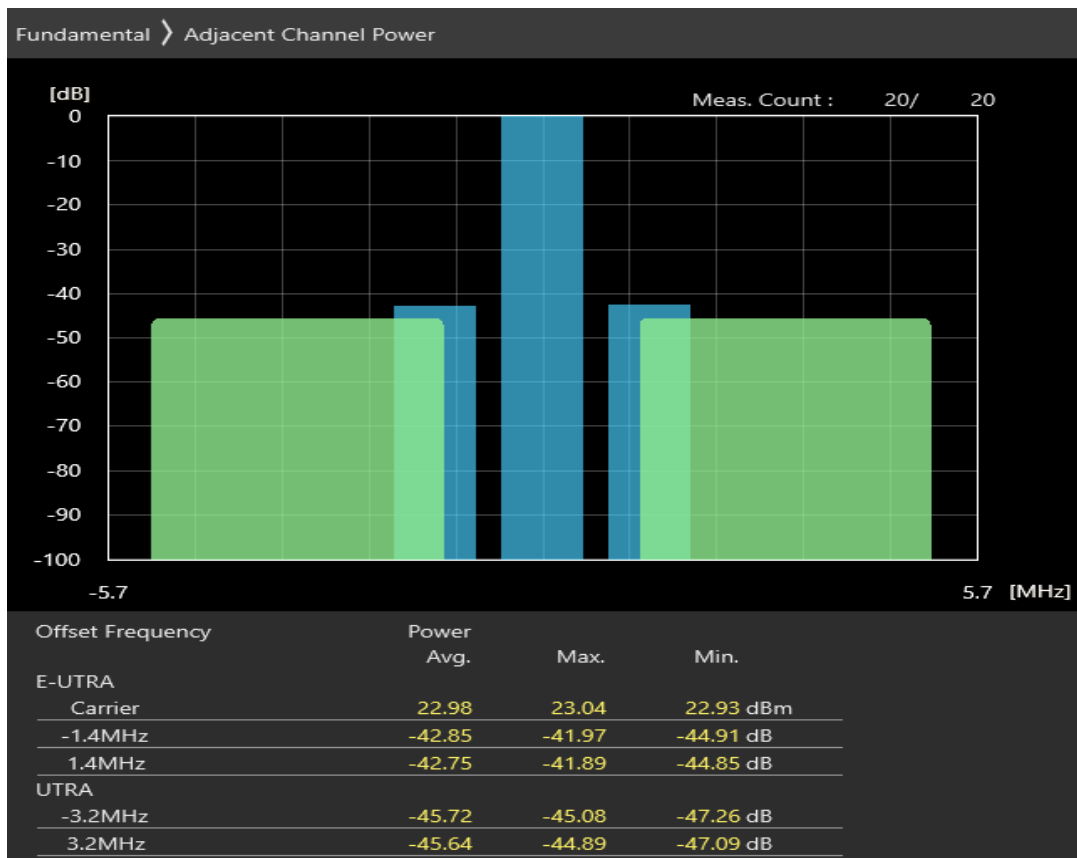 Fundamental 〉 Adjacent Channel Power
[dB]
Meas. Count : 20/ 20
0
-10
-20
-30
-40
-50
-60
-70
-80
-90
-100
-5.7 5.7 [MHz]
Offset Frequency Power
Avg. Max. Min.
E-UTRA
Carrier 22.98 23.04 22.93 dBm
-1.4MHz -42.85 -41.97 -44.91 dB
1.4MHz -42.75 -41.89 -44.85 dB
UTRA
-3.2MHz -45.72 -45.08 -47.26 dB
3.2MHz -45.64 -44.89 -47.09 dB